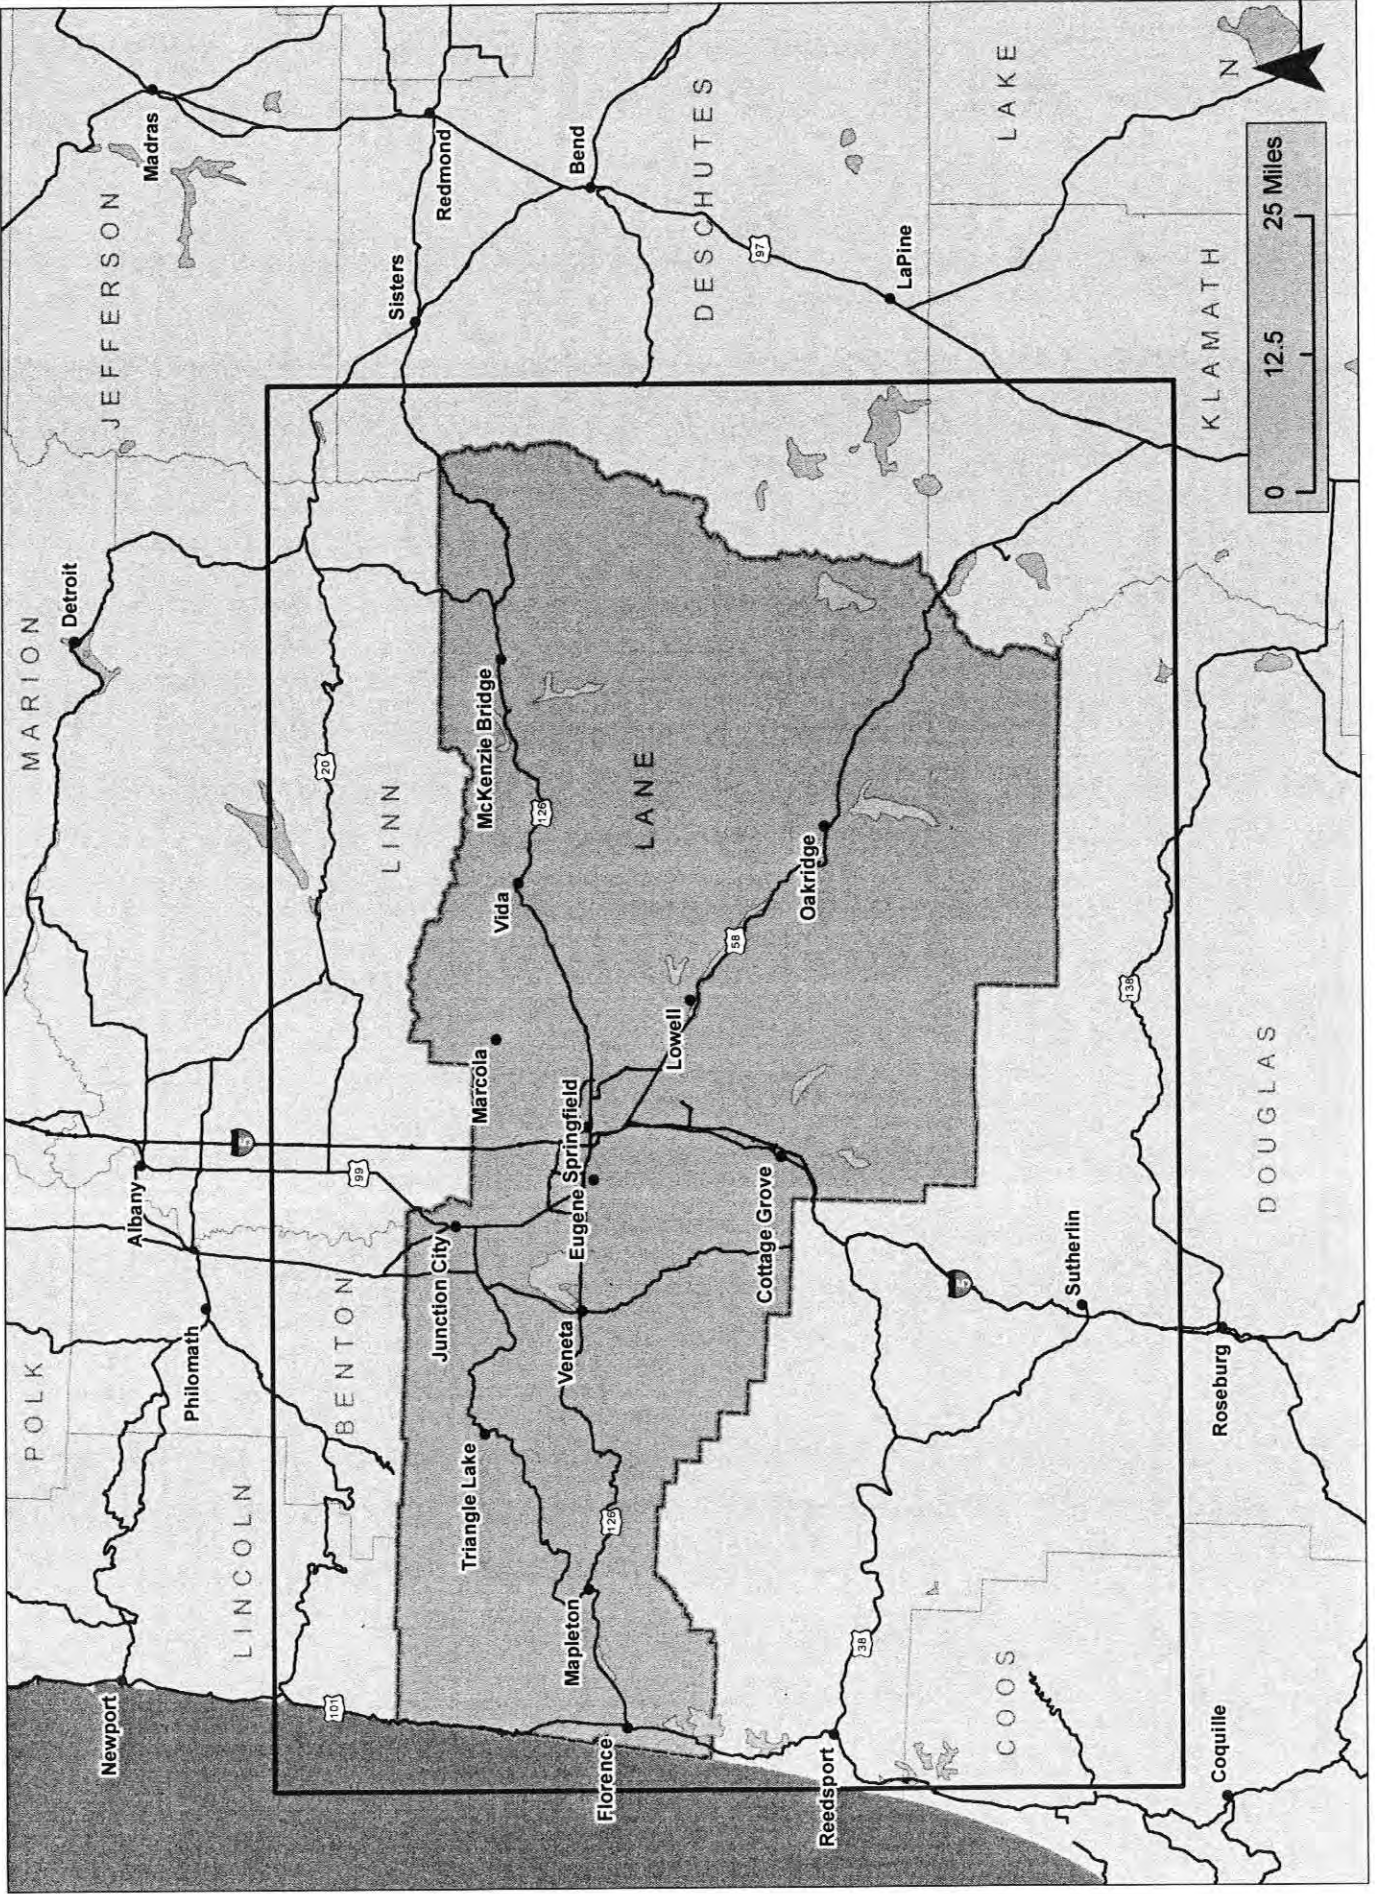 POLK
MARION
Detroit
Newport
JEFFERSON
Albany
Madras
Philomath
LINCOLN
5
20
101
BENTON
99
LINN
Sisters
Junction City
Redmond
Triangle Lake
Marcola
McKenzie Bridge
Vida
126
Mapleton
Veneta
Eugene
Springfield
Bend
Florence
126
LANE
Lowell
DESCHUTES
58
97
Cottage Grove
Oakridge
Reedsport
38
LaPine
5
COOS
LAKE
Sutherlin
138
KLAMATH
Coquille
Roseburg
N
DOUGLAS
0 12.5 25 Miles